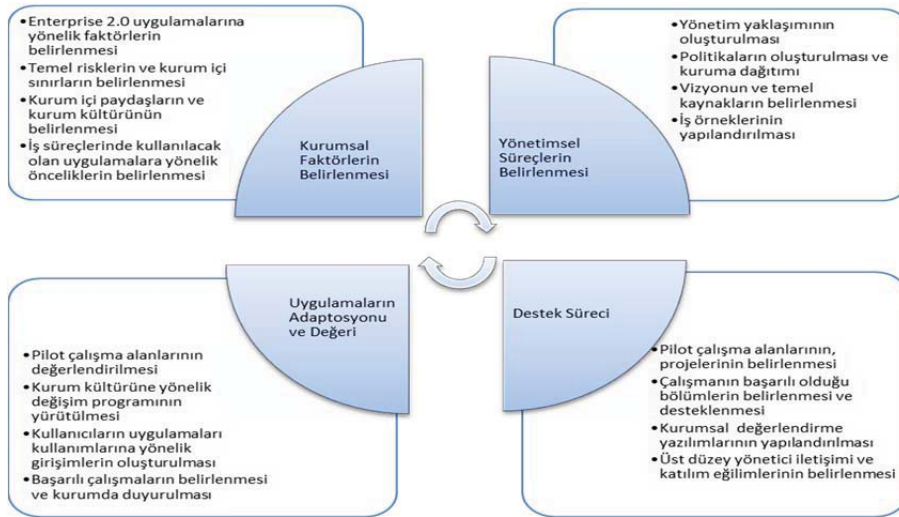 •Enterprise 2.0 uygulamalarına
yönelik faktörlerin
belirlenmesi
•Temel risklerin ve kurum içi
sınırların belirlenmesi
•Kurum içi paydaşların ve
kurum kültürünün
belirlenmesi
•İş süreçlerinde kullanılacak
olan uygulamalara yönelik
önceliklerin belirlenmesi
Kurumsal
Faktörlerin
Belirlenmesi
•Yönetim yaklaşımının
oluşturulması
•Politikaların oluşturulması ve
kuruma dağıtımı
•Vizyonun ve temel
kaynakların belirlenmesi
•İş örneklerinin
yapılandırılması
Yönetimsel
Süreçlerin
Belirlenmesi
Uygulamaların
Adaptosyonu
ve Değeri
•Pilot çalışma alanlarının
değerlendirilmesi
•Kurum kültürüne yönelik
değişim programının
yürütülmesi
•Kullanıcıların uygulamaları
kullanımlarına yönelik
girişimlerin oluşturulması
•Başarılı çalışmaların belirlenmesi
ve kurumda duyurulması
Destek Süreci
•Pilot çalışma alanlarının,
projelerinin belirlenmesi
•Çalışmanın başarılı olduğu
bölümlerin belirlenmesi ve
desteklenmesi
•Kurumsal değerlendirme
yazılımlarının yapılandırılması
•Üst düzey yönetici iletişimi ve
katılım eğilimlerinin belirlenmesi